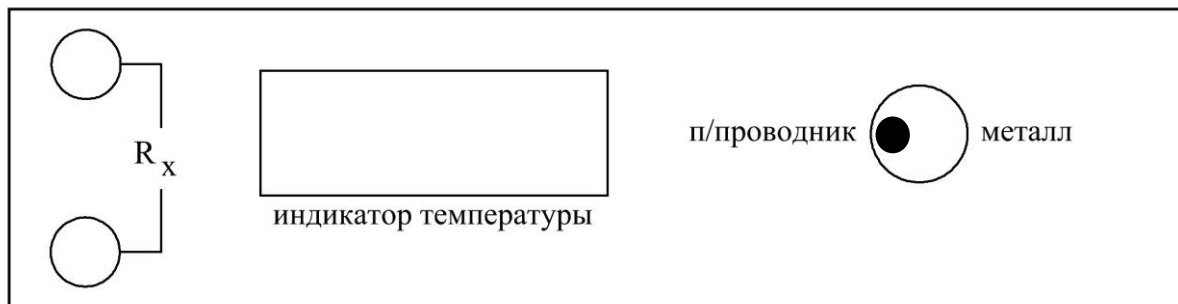 R x
индикатор температуры
п/проводник
металл